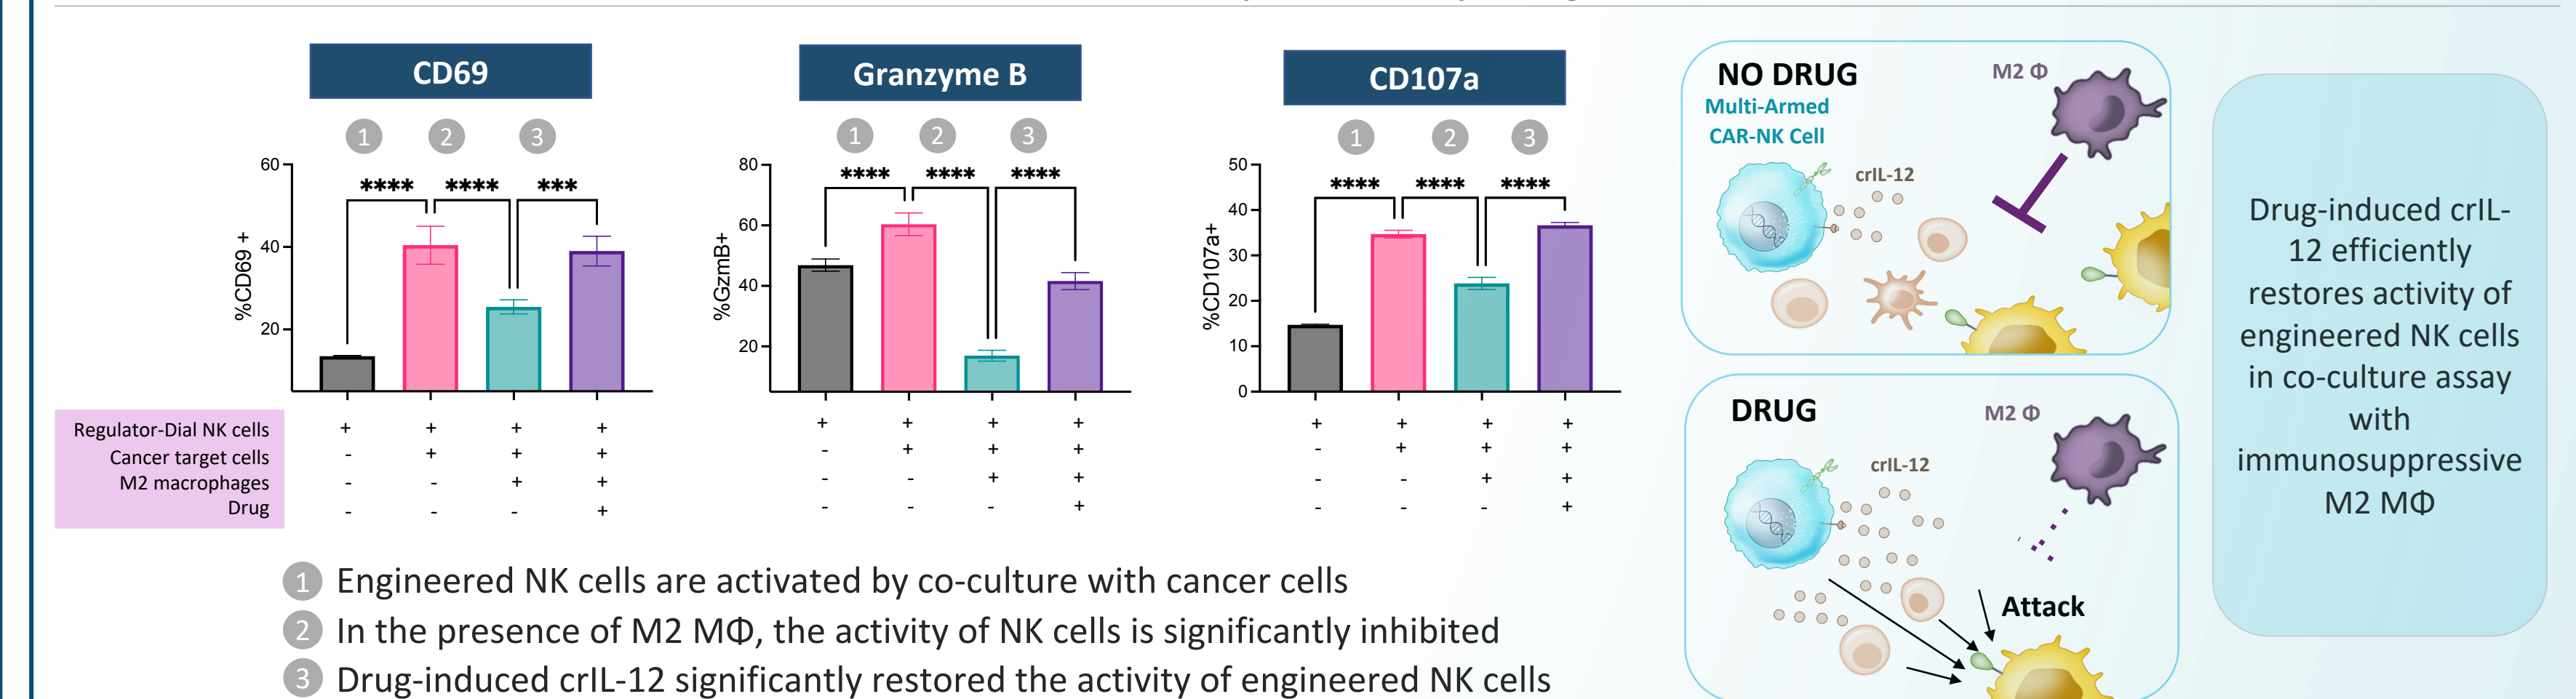 CD69
1 2 3
**** **** ***
%CD69 +
60
40
20
Granzyme B
1 2 3
**** **** ****
%GzmB+
80
60
40
20
CD107a
1 2 3
**** **** ****
%CD107a+
50
40
30
20
10
0
Regulator-Dial NK cells + + + + + + + + + + + +
Cancer target cells - + + + - + + + - + + +
M2 macrophages - - + + - - + + - - + +
Drug - - - + - - - + - - - +
1 Engineered NK cells are activated by co-culture with cancer cells
2 In the presence of M2 MΦ, the activity of NK cells is significantly inhibited
3 Drug-induced crIL-12 significantly restored the activity of engineered NK cells
NO DRUG
M2 Φ
Multi-Armed
CAR-NK Cell
crIL-12
DRUG
M2 Φ
crIL-12
Attack
Drug-induced crIL-
12 efficiently
restores activity of
engineered NK cells
in co-culture assay
with
immunosuppressive
M2 MΦ